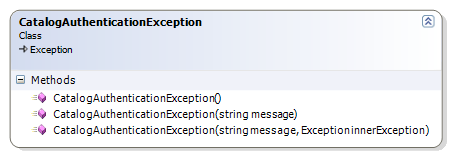 CatalogAuthenticationException
Class
Exception
Methods
CatalogAuthenticationException()
CatalogAuthenticationException(string message)
CatalogAuthenticationException(string message, Exception innerException)